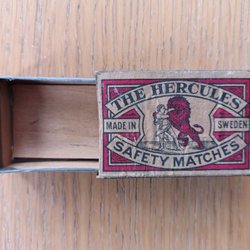 THE HERCULES
MADE IN SWEDEN
SAFETY MATCHES